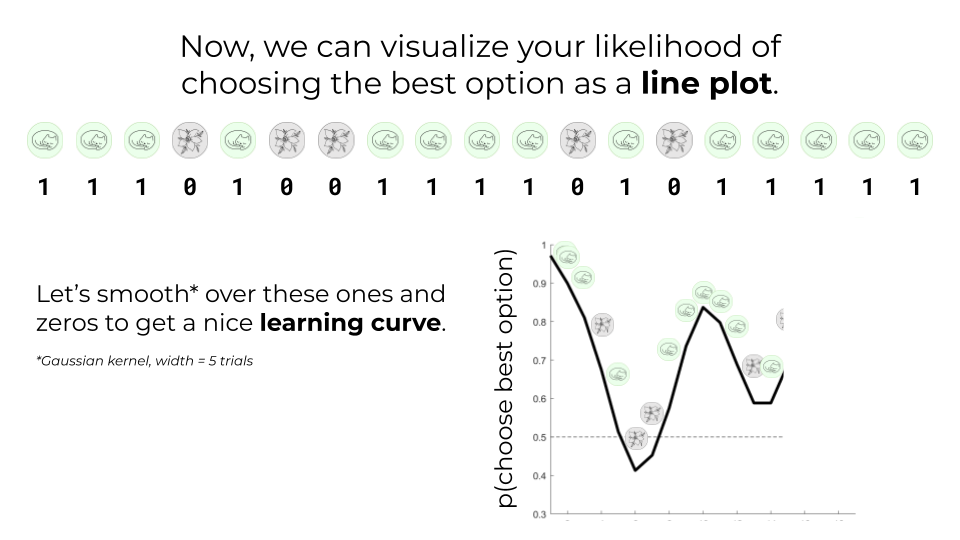 Now, we can visualize your likelihood of
choosing the best option as a line plot.
1 1 1 0 1 0 0 1 1 1 1 0 1 0 1 1 1 1 1
Let's smooth* over these ones and
zeros to get a nice learning curve.
*Gaussian kernel, width = 5 trials
p(choose best option)
1
0.9
0.8
0.7
0.6
0.5
0.4
0.3